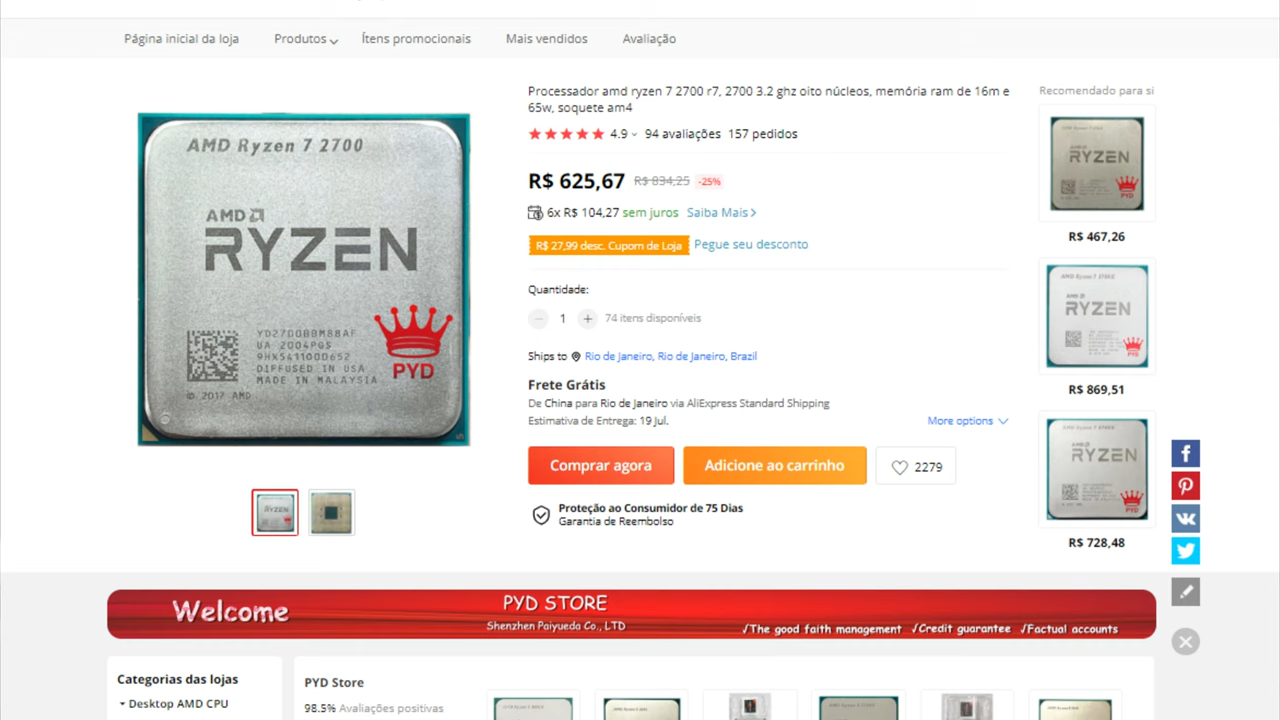 Página inicial da loja
Produtos
Ítens promocionais
Mais vendidos
Avaliação
AMD Ryzen 7 2700
AMD
RYZEN
YD2700BBM88AF
UA 2004PGS
9HXS411000652
DIFFUSED IN USA
MADE IN MALAYSIA
© 2017 AMD
PYD
Processador amd ryzen 7 2700 r7, 2700 3.2 ghz oito núcleos, memória ram de 16m e
65w, soquete am4
4.9
94 avaliações
157 pedidos
R$ 625,67
R$ 834,25
-25%
6x R$ 104,27 sem juros
Saiba Mais
R$ 27,99 desc. Cupom de Loja
Pegue seu desconto
Quantidade:
1
74 itens disponíveis
Ships to
Rio de Janeiro, Rio de Janeiro, Brazil
Frete Grátis
De China para Rio de Janeiro via AliExpress Standard Shipping
Estimativa de Entrega: 19 Jul.
More options
Comprar agora
Adicione ao carrinho
2279
Proteção ao Consumidor de 75 Dias
Garantia de Reembolso
Recomendado para si
RYZEN
PYD
R$ 467,26
RYZEN
PYD
R$ 869,51
RYZEN
PYD
R$ 728,48
RYZEN
Welcome
PYD STORE
Shenzhen Paiyueda Co., LTD
√The good faith management √Credit guarantee √Factual accounts
Categorias das lojas
Desktop AMD CPU
PYD Store
98.5% Avaliações positivas